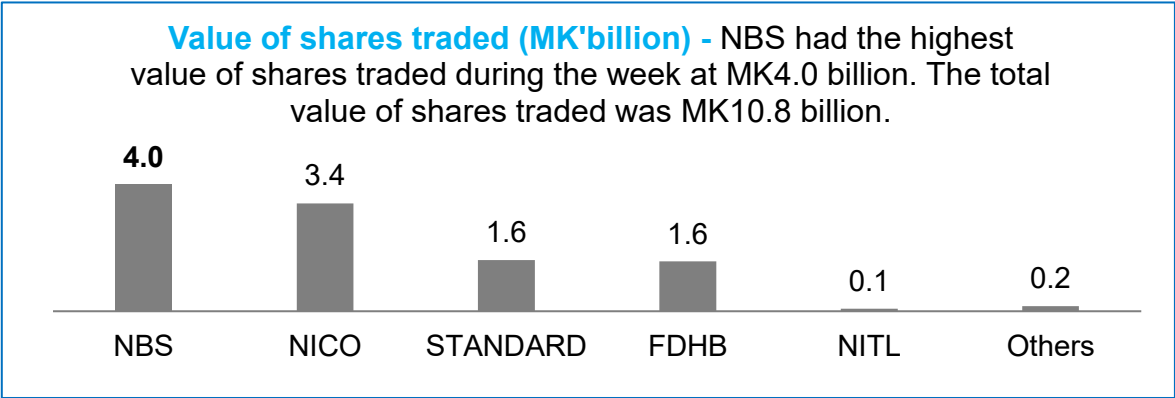 Value of shares traded (MK'billion) - NBS had the highest
value of shares traded during the week at MK4.0 billion. The total
value of shares traded was MK10.8 billion.
4.0
3.4
1.6
1.6
0.1
0.2
NBS
NICO
STANDARD
FDHB
NITL
Others